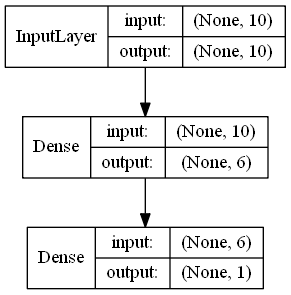 InputLayer
input: (None, 10)
output: (None, 10)
Dense
input: (None, 10)
output: (None, 6)
Dense
input: (None, 6)
output: (None, 1)